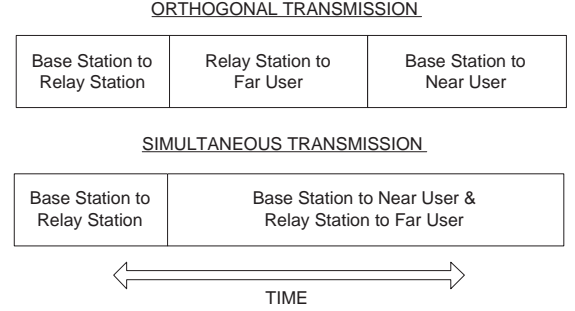 ORTHOGONAL TRANSMISSION
Base Station to
Relay Station
Relay Station to
Far User
Base Station to
Near User
SIMULTANEOUS TRANSMISSION
Base Station to
Relay Station
Base Station to Near User &
Relay Station to Far User
TIME